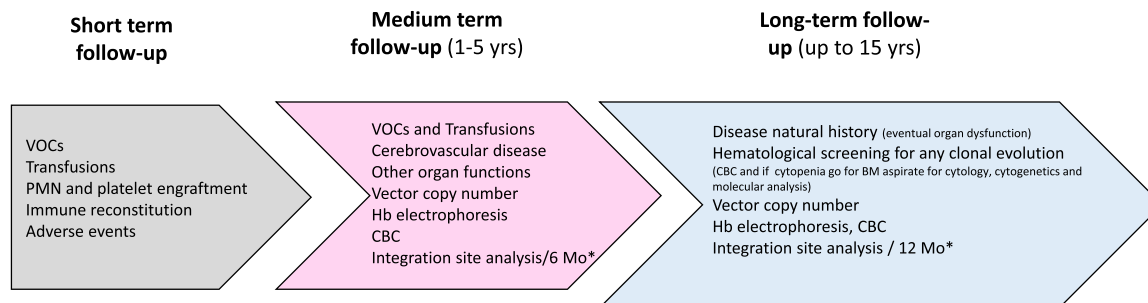 Short term
follow-up
VOCs
Transfusions
PMN and platelet engraftment
Immune reconstitution
Adverse events
Medium term
follow-up (1-5 yrs)
VOCs and Transfusions
Cerebrovascular disease
Other organ functions
Vector copy number
Hb electrophoresis
CBC
Integration site analysis/6 Mo*
Long-term follow-
up (up to 15 yrs)
Disease natural history (eventual organ dysfunction)
Hematological screening for any clonal evolution
(CBC and if cytopenia go for BM aspirate for cytology, cytogenetics and
molecular analysis)
Vector copy number
Hb electrophoresis, CBC
Integration site analysis / 12 Mo*